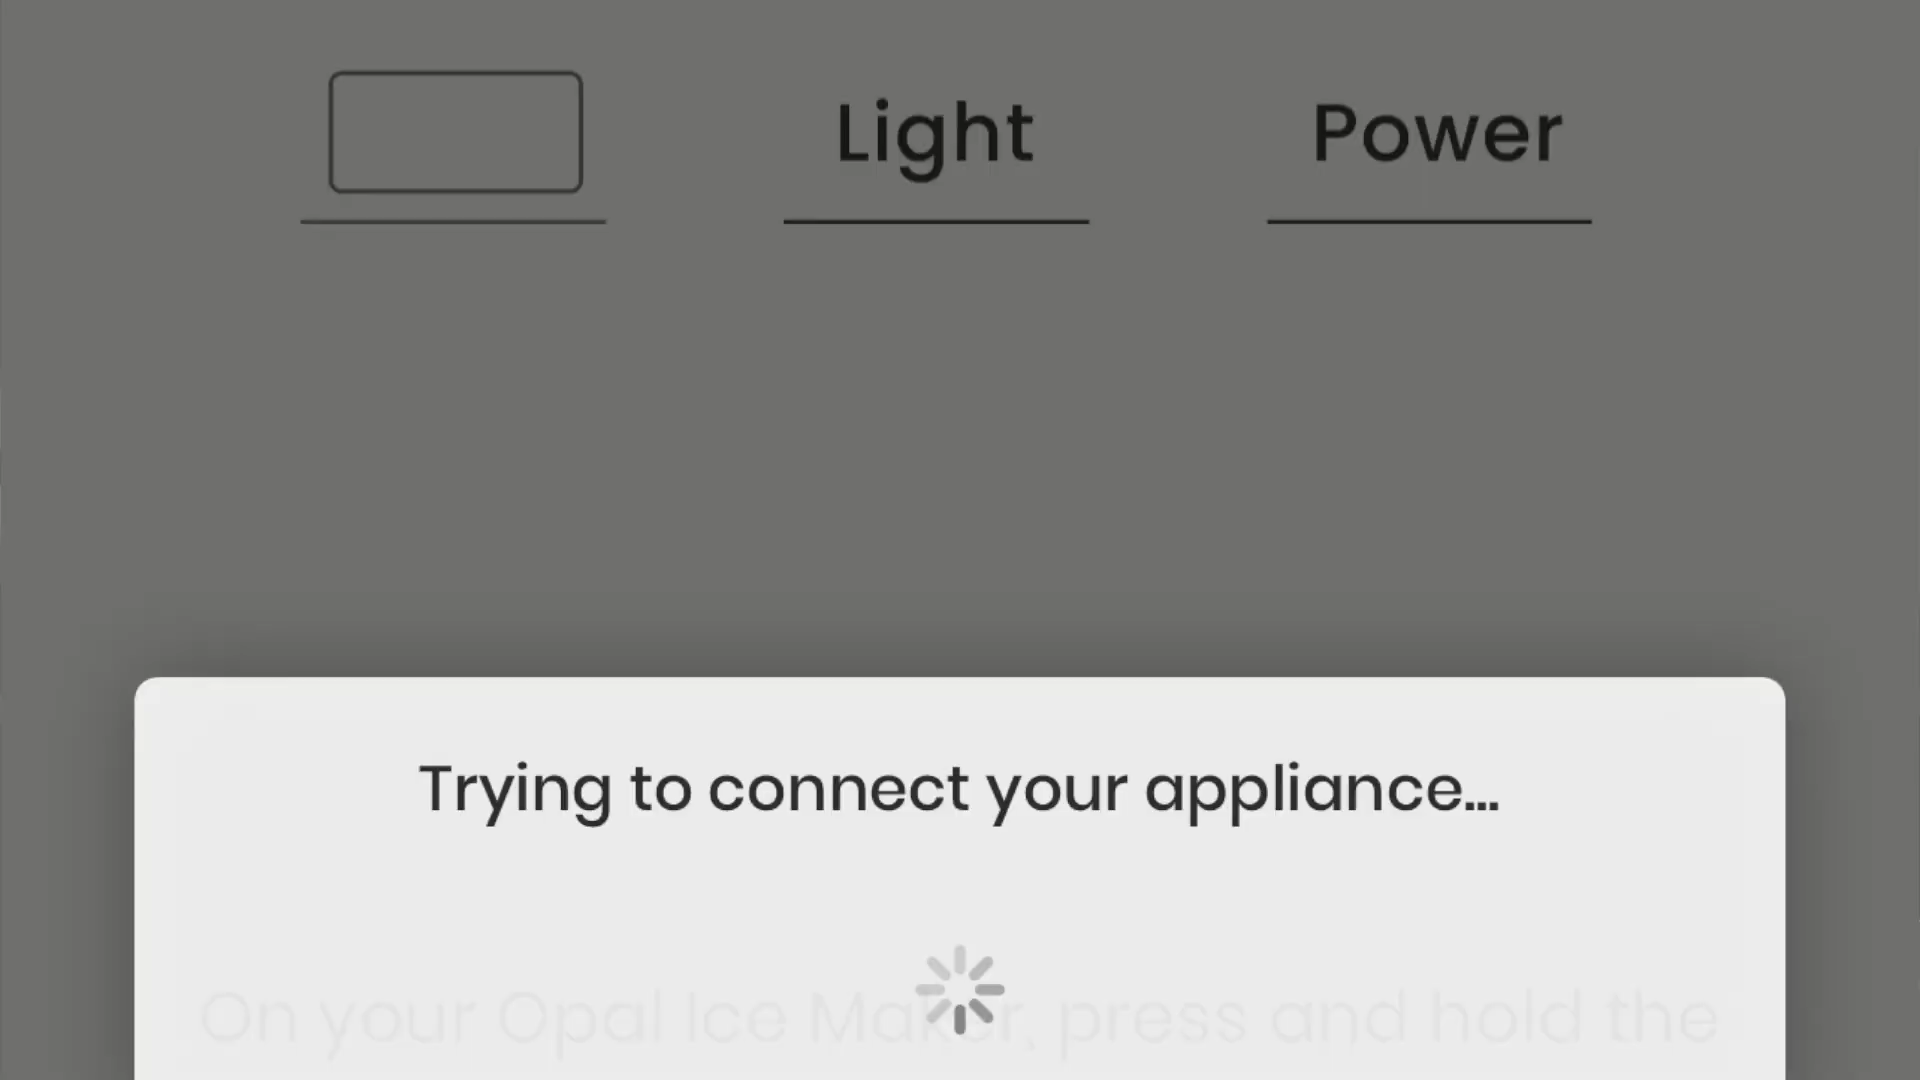 Light Power
Trying to connect your appliance...
On your Opal Ice Maker, press and hold the